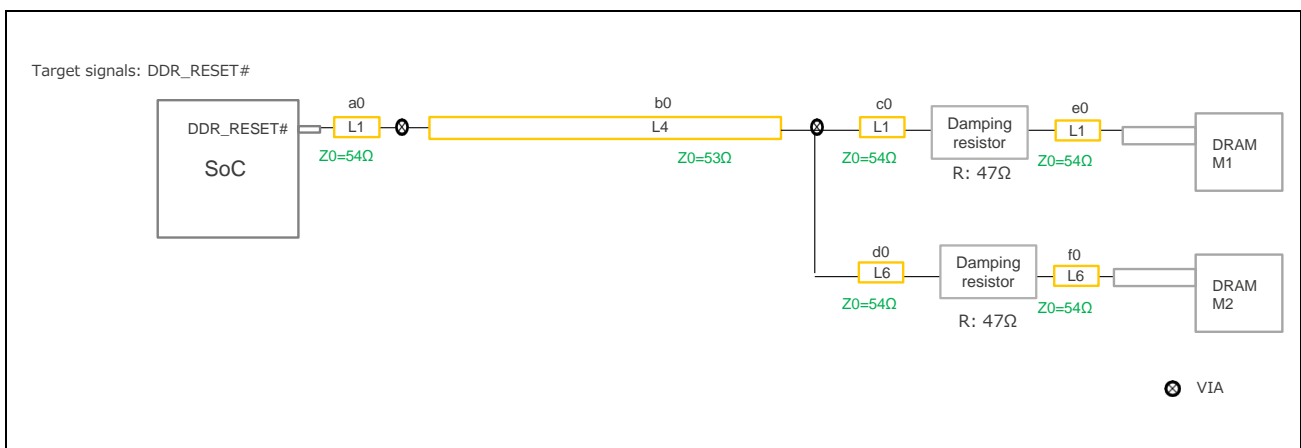 Target signals: DDR_RESET#
a0
b0
c0
e0
DDR_RESET#
SoC
L1
L4
L1
Damping
resistor
L1
DRAM
M1
Z0=54Ω
Z0=53Ω
Z0=54Ω
R: 47Ω
Z0=54Ω
d0
f0
L6
Damping
resistor
L6
DRAM
M2
Z0=54Ω
R: 47Ω
Z0=54Ω
VIA